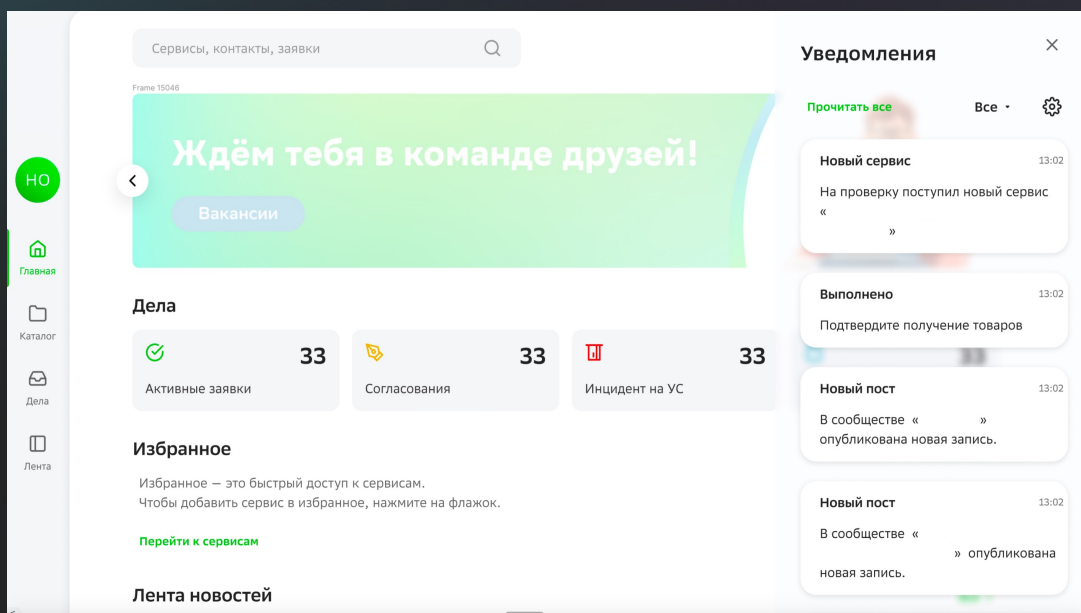 Сервисы, контакты, заявки
Frame 15046
Ждём тебя в команде друзей!
Вакансии
НО
Главная
Каталог
Дела
Лента
Дела
33
Активные заявки
33
Согласования
33
Инцидент на УС
Избранное
Избранное — это быстрый доступ к сервисам.
Чтобы добавить сервис в избранное, нажмите на флажок.
Перейти к сервисам
Лента новостей
Уведомления
Прочитать все
Все
Новый сервис 13:02
На проверку поступил новый сервис
«
»
Выполнено 13:02
Подтвердите получение товаров
33
Новый пост 13:02
В сообществе « »
опубликована новая запись.
Новый пост 13:02
В сообществе «
» опубликована
новая запись.